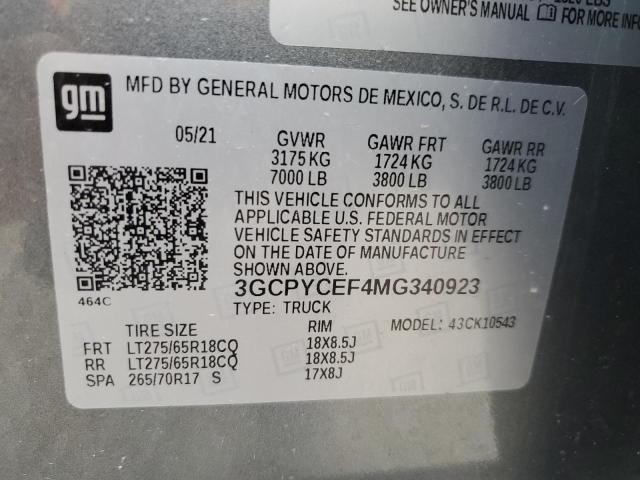 SEE OWNER'S MANUAL FOR MORE INFO
gm
MFD BY GENERAL MOTORS DE MEXICO, S. DE R.L. DE C.V.
05/21 GVWR GAWR FRT GAWR RR
3175 KG 1724 KG 1724 KG
7000 LB 3800 LB 3800 LB
THIS VEHICLE CONFORMS TO ALL
APPLICABLE U.S. FEDERAL MOTOR
VEHICLE SAFETY STANDARDS IN EFFECT
ON THE DATE OF MANUFACTURE
SHOWN ABOVE.
464C
3GCPYCEF4MG340923
TYPE: TRUCK
TIRE SIZE RIM MODEL: 43CK10543
FRT LT275/65R18CQ 18X8.5J
RR LT275/65R18CQ 18X8.5J
SPA 265/70R17 S 17X8J